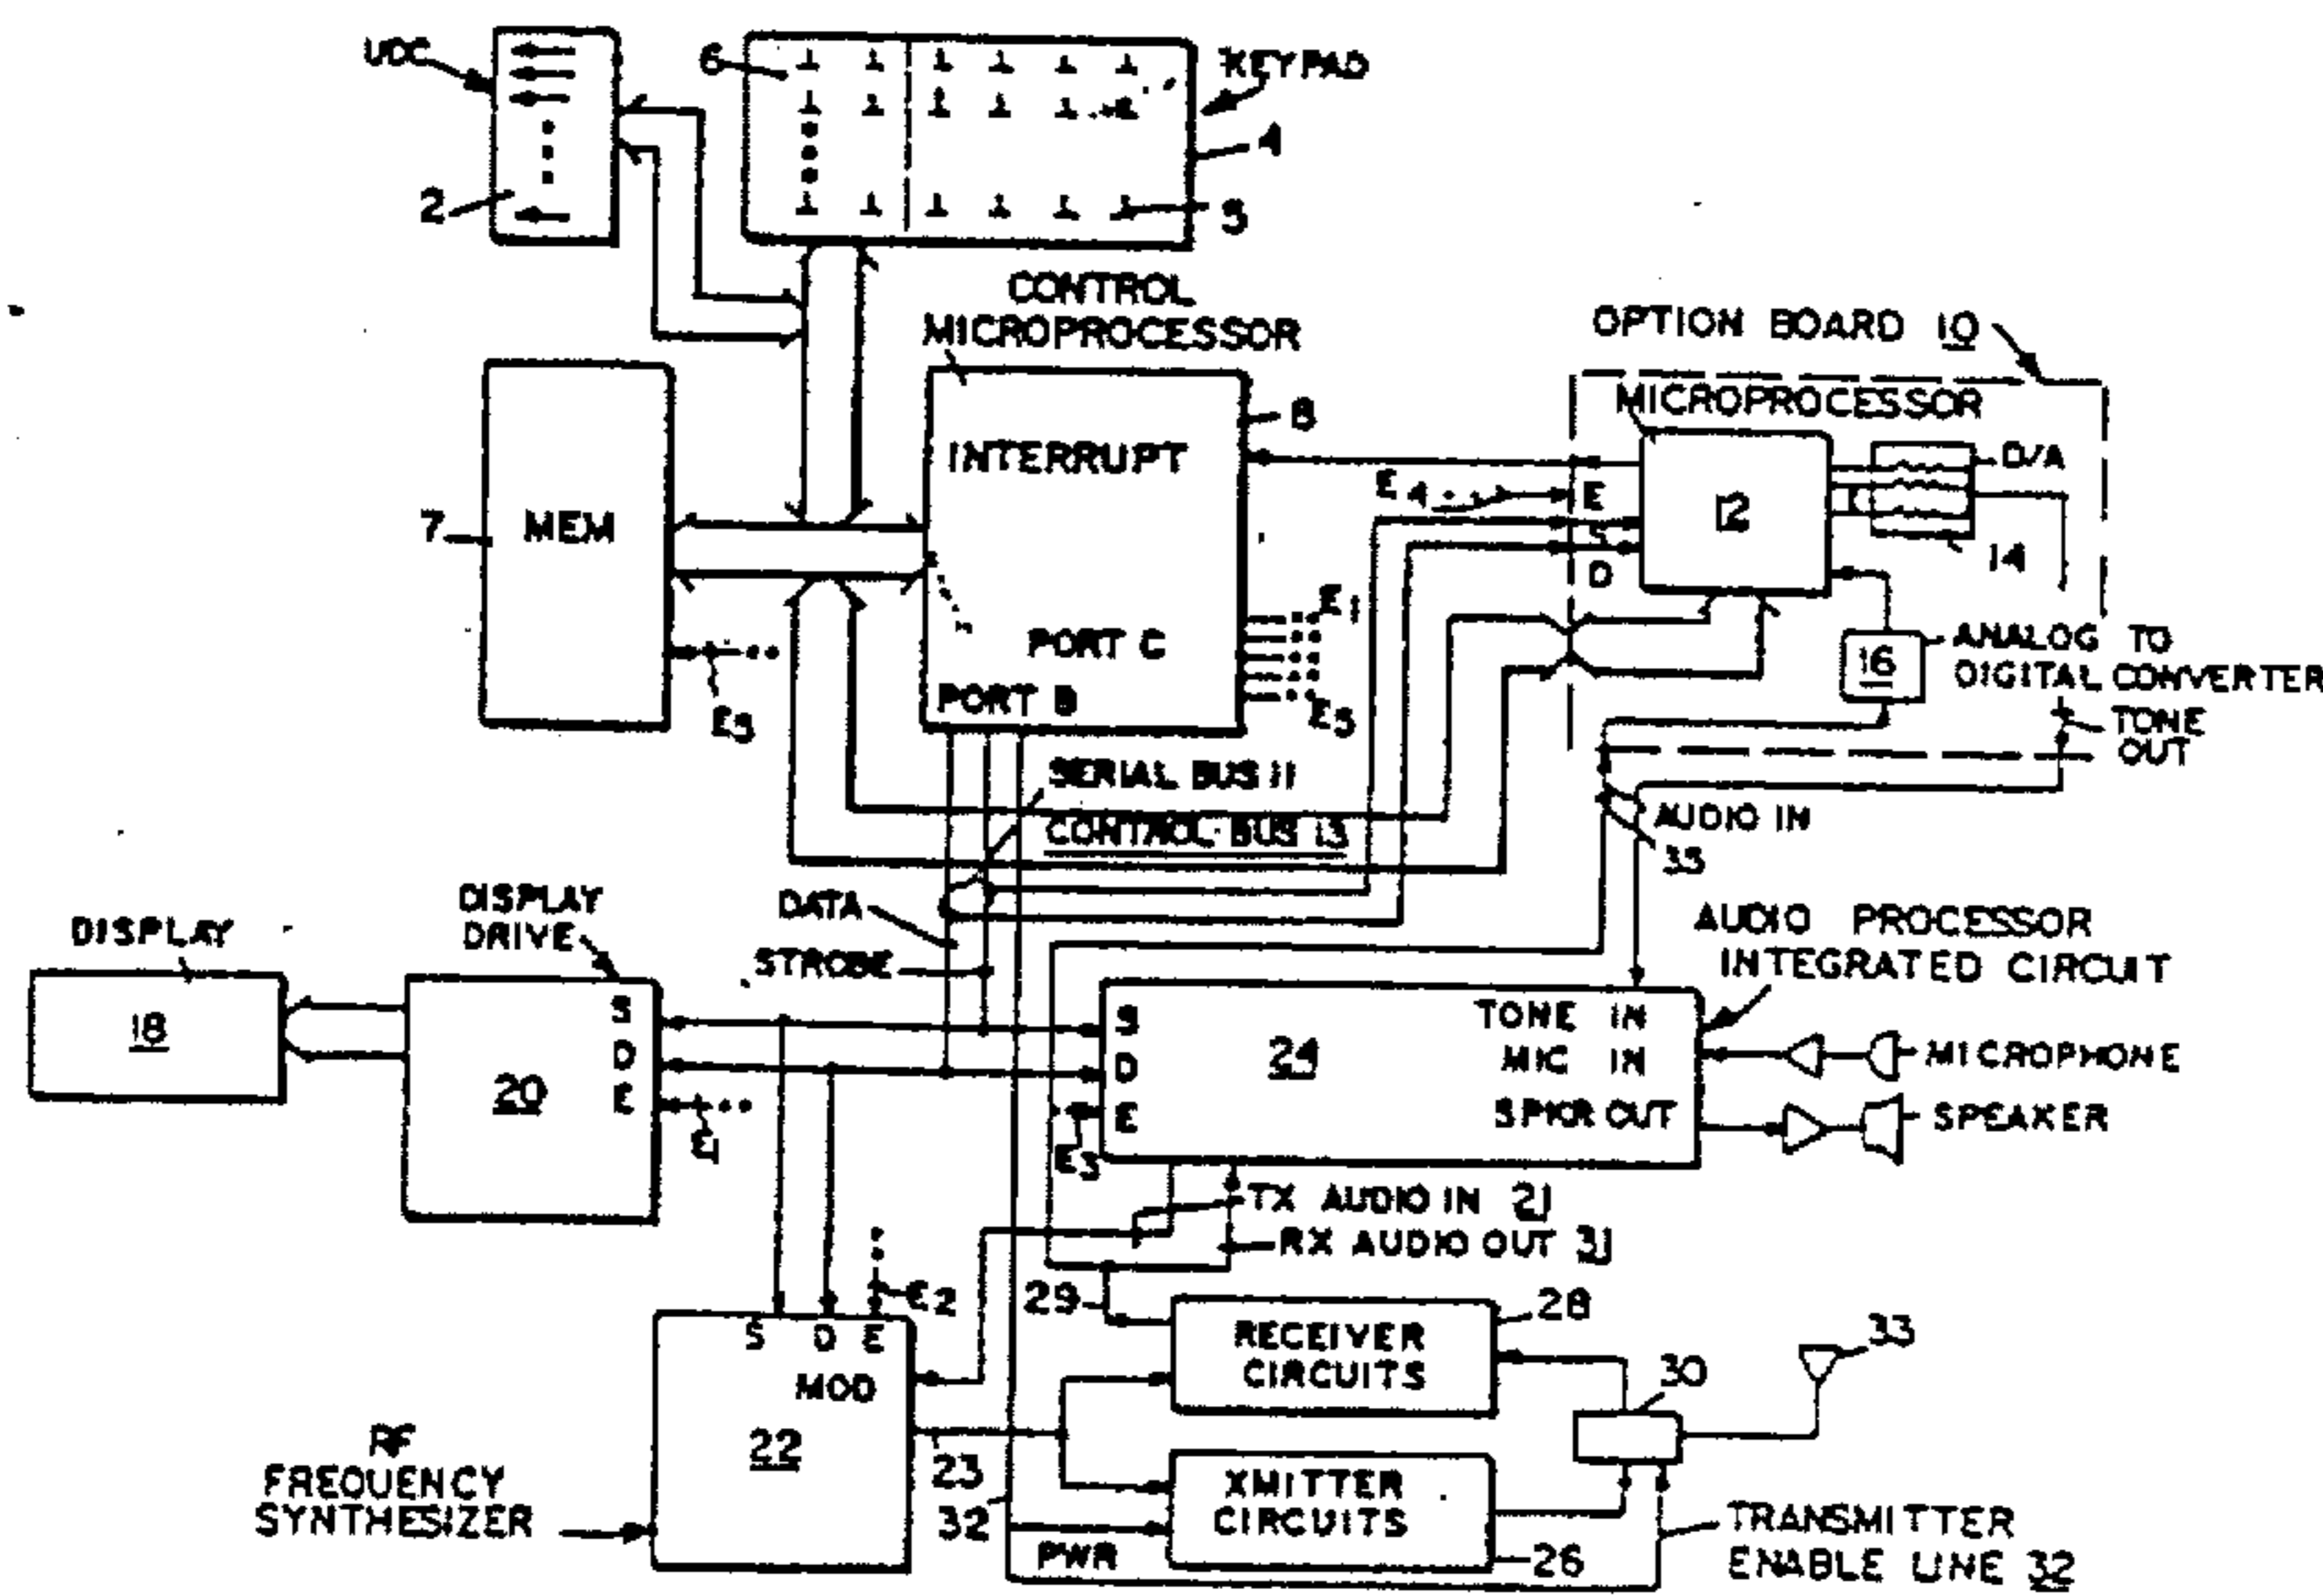 UDC
6
KEYPAD
4
2
5
CONTROL
MICROPROCESSOR
OPTION BOARD 10
MICROPROCESSOR
8
INTERRUPT
D/A
E4
E
12
7
MEM
S
14
D
E1
PORT C
ANALOG TO
16
DIGITAL CONVERTER
PORT B
E5
E5
TONE
OUT
SERIAL BUS 11
CONTROL BUS 13
AUDIO IN
35
DISPLAY
DRIVE
DATA
DISPLAY
AUDIO PROCESSOR
INTEGRATED CIRCUIT
STROBE
S
S
TONE IN
18
D
24
D
MIC IN
MICROPHONE
20
E
E
SPKR OUT
SPEAKER
E1
E3
TX AUDIO IN 21
RX AUDIO OUT 31
E2
29
28
S D E
RECEIVER
CIRCUITS
33
MOD
30
RF
FREQUENCY
SYNTHESIZER
22
23
XMITTER
CIRCUITS
32
TRANSMITTER
ENABLE LINE 32
PWR
26